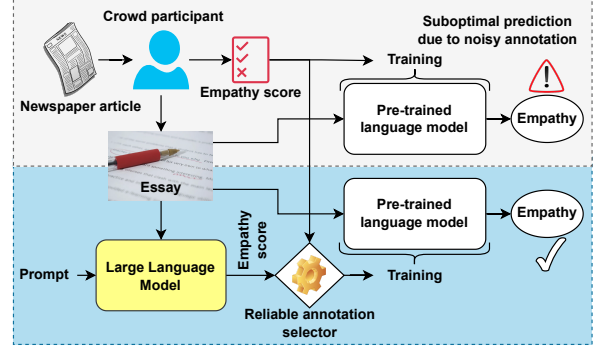 Crowd participant
Suboptimal prediction
due to noisy annotation
Newspaper article
Empathy score
Training
Pre-trained
language model
Empathy
Essay
Pre-trained
language model
Empathy
Empathy
score
Prompt
Large Language
Model
Training
Reliable annotation
selector